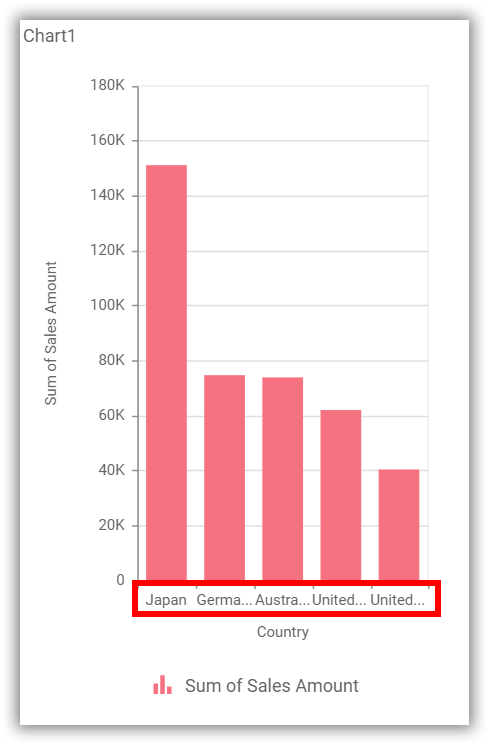 Chart1
180K
160K
140K
120K
100K
80K
60K
40K
20K
0
Sum of Sales Amount
Japan Germa... Austra... United... United...
Country
Sum of Sales Amount